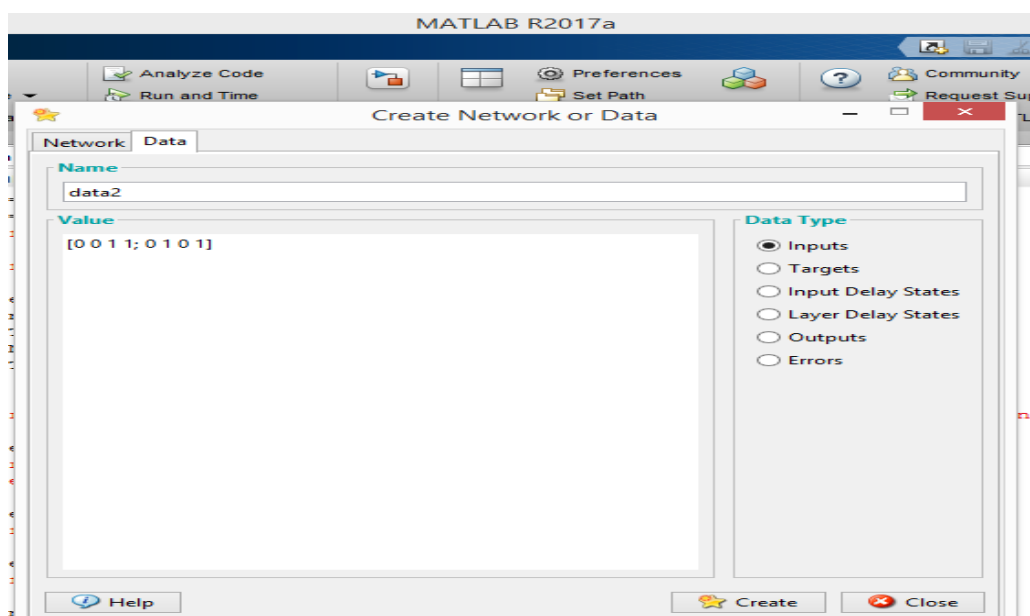 MATLAB R2017a
Analyze Code
Run and Time
Preferences
Set Path
Community
Request Su
Create Network or Data
Network Data
Name
data2
Value
[0 0 1 1; 0 1 0 1]
Data Type
Inputs
Targets
Input Delay States
Layer Delay States
Outputs
Errors
Help
Create
Close